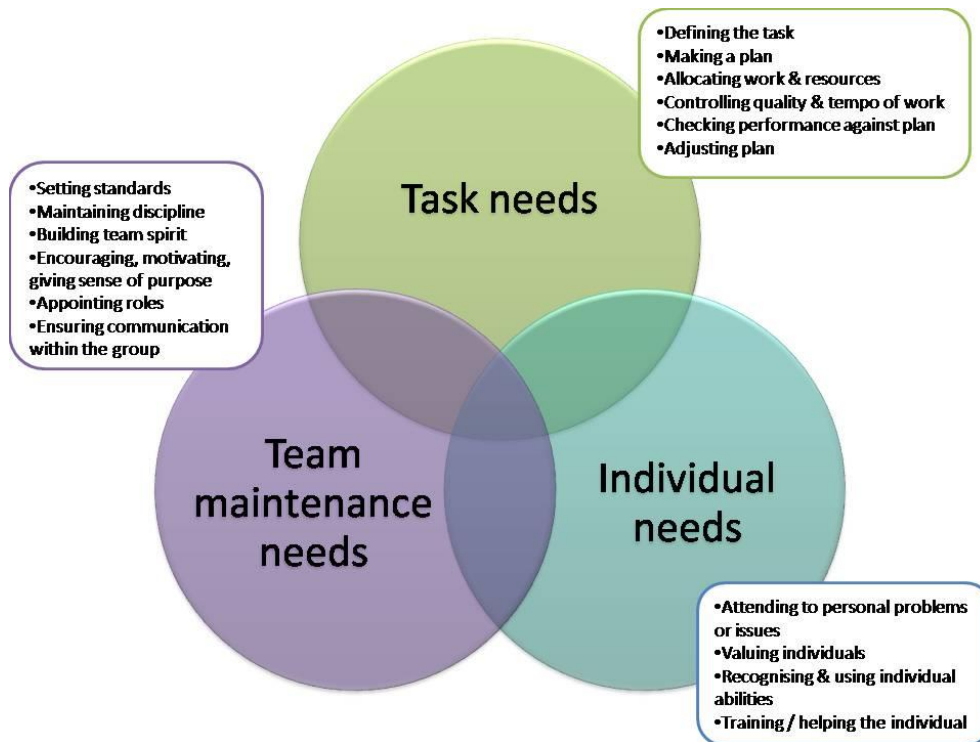 •Defining the task
•Making a plan
•Allocating work & resources
•Controlling quality & tempo of work
•Checking performance against plan
•Adjusting plan
Task needs
•Setting standards
•Maintaining discipline
•Building team spirit
•Encouraging, motivating,
giving sense of purpose
•Appointing roles
•Ensuring communication
within the group
Team
maintenance
needs
Individual
needs
•Attending to personal problems
or issues
•Valuing individuals
•Recognising & using individual
abilities
•Training / helping the individual